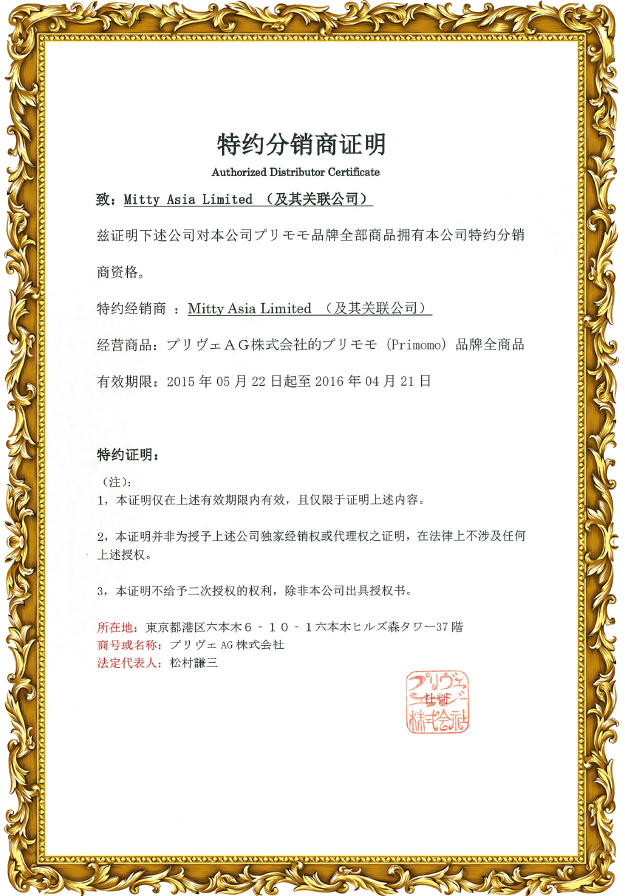 特约分销商证明
Authorized Distributor Certificate
致：Mitty Asia Limited （及其关联公司）
兹证明下述公司对本公司プリモモ品牌全部商品拥有本公司特约分销
商资格。
特约经销商 ：Mitty Asia Limited （及其关联公司）
经营商品：プリヴェＡＧ株式会社的プリモモ（Primomo）品牌全商品
有效期限：2015 年 05 月 22 日起至 2016 年 04 月 21 日
特约证明：
（注）：
1，本证明仅在上述有效期限内有效，且仅限于证明上述内容。
2，本证明并非为授予上述公司独家经销权或代理权之证明，在法律上不涉及任何
上述授权。
3，本证明不给予二次授权的权利，除非本公司出具授权书。
所在地：東京都港区六本木６‐１０‐１六本木ヒルズ森タワー37 階
商号或名称：プリヴェ AG 株式会社
法定代表人：松村謙三
プリヴェ
株式会社